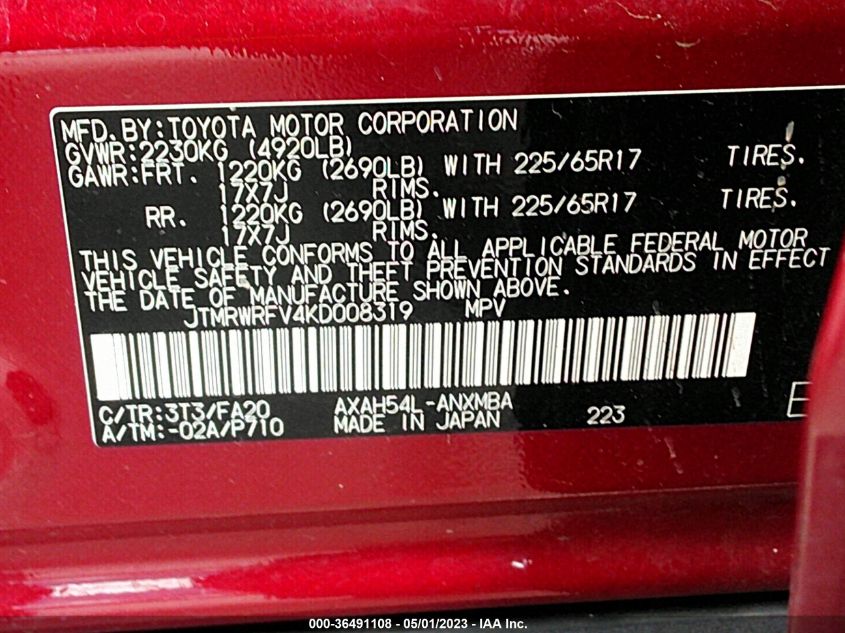 MFD. BY:TOYOTA MOTOR CORPORATION
GVWR:2230KG (4920LB)
GAWR:FRT. 1220KG (2690LB) WITH 225/65R17 TIRES.
17X7J RIMS.
RR. 1220KG (2690LB) WITH 225/65R17 TIRES.
17X7J RIMS.
THIS VEHICLE CONFORMS TO ALL APPLICABLE FEDERAL MOTOR
VEHICLE SAFETY AND THEFT PREVENTION STANDARDS IN EFFECT
THE DATE OF MANUFACTURE SHOWN ABOVE.
JTMRWRFV4KD008319 MPV
C/TR:3T3/FA20 AXAH54L-ANXMBA
A/TM:-02A/P710 MADE IN JAPAN 223
000-36491108 - 05/01/2023 - IAA Inc.